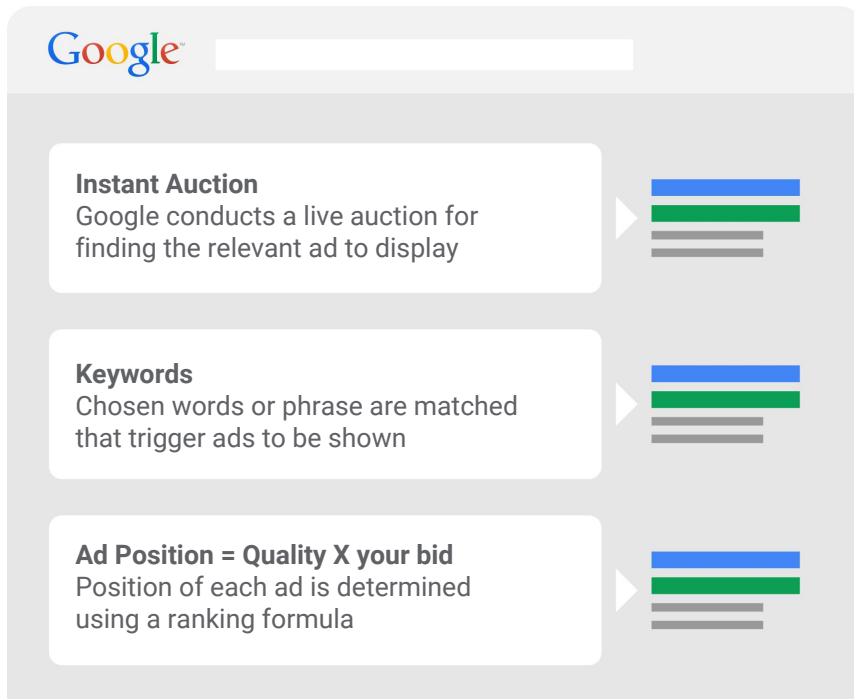 Google™
Instant Auction
Google conducts a live auction for
finding the relevant ad to display
Keywords
Chosen words or phrase are matched
that trigger ads to be shown
Ad Position = Quality X your bid
Position of each ad is determined
using a ranking formula